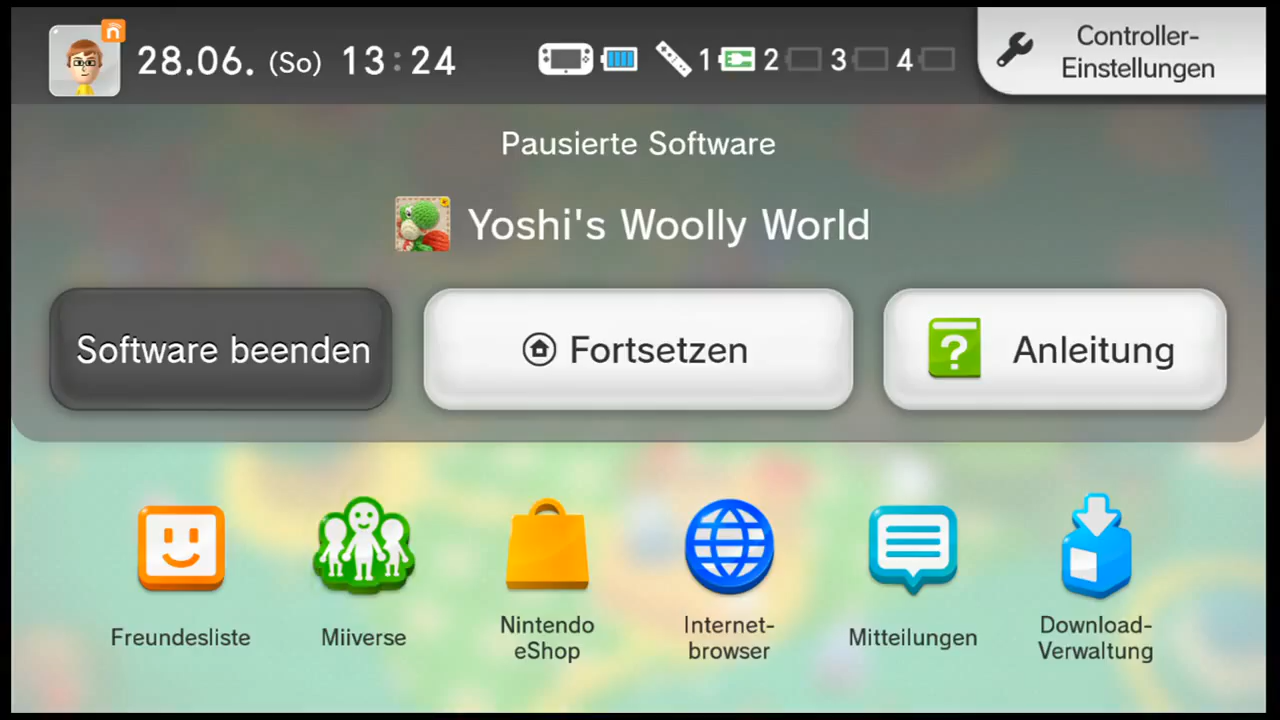 28.06. (So) 13:24
1 2 3 4
Controller-
Einstellungen
Pausierte Software
Yoshi's Woolly World
Software beenden
Fortsetzen
? Anleitung
Freundesliste
Miiverse
Nintendo
eShop
Internet-
browser
Mitteilungen
Download-
Verwaltung